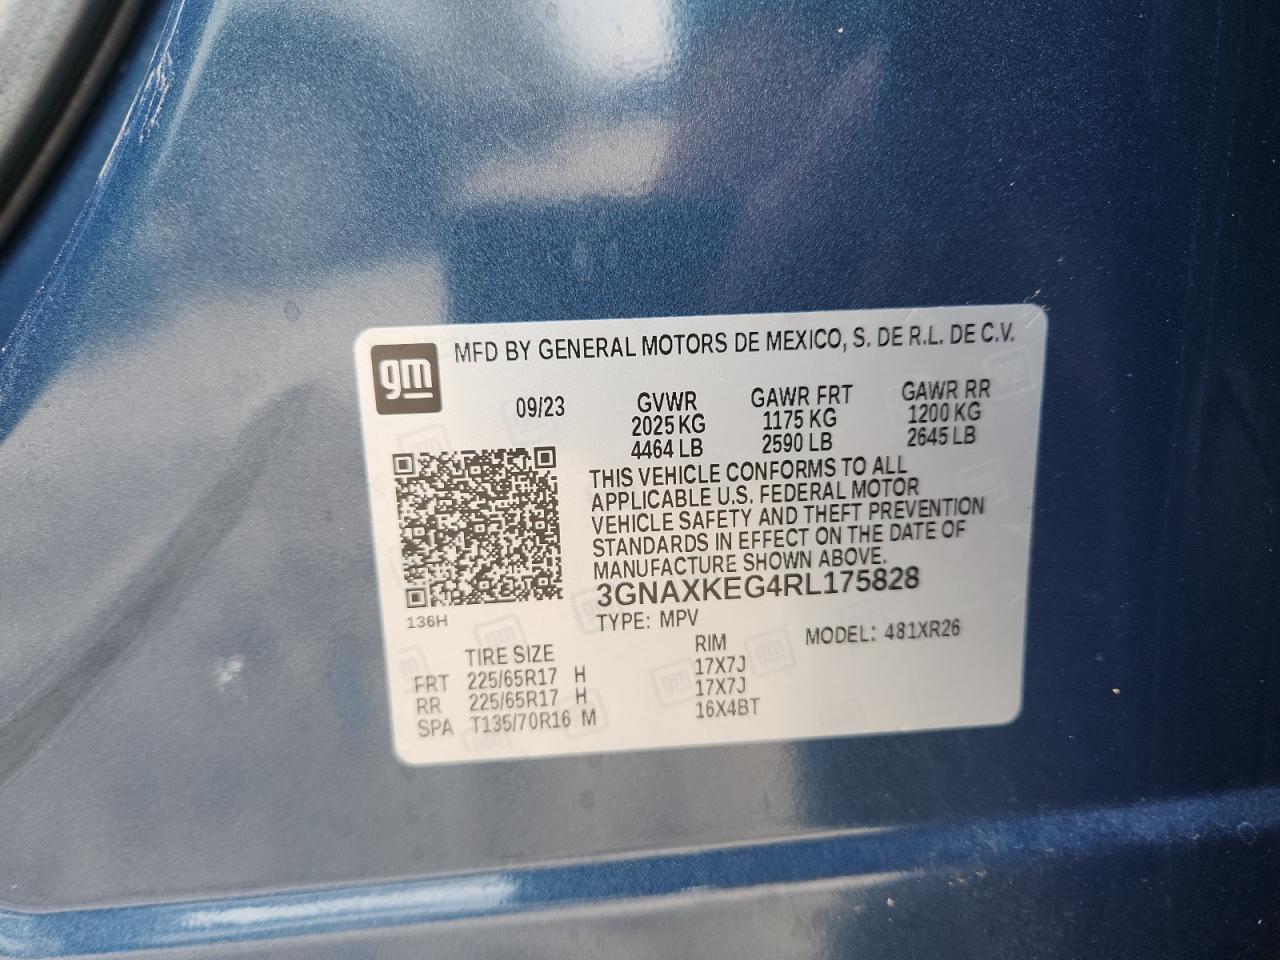 gm
MFD BY GENERAL MOTORS DE MEXICO, S. DE R.L. DE C.V.
09/23
GVWR GAWR FRT GAWR RR
2025 KG 1175 KG 1200 KG
4464 LB 2590 LB 2645 LB
THIS VEHICLE CONFORMS TO ALL
APPLICABLE U.S. FEDERAL MOTOR
VEHICLE SAFETY AND THEFT PREVENTION
STANDARDS IN EFFECT ON THE DATE OF
MANUFACTURE SHOWN ABOVE.
3GNAXKEG4RL175828
136H
TYPE: MPV MODEL: 481XR26
TIRE SIZE RIM
FRT 225/65R17 H 17X7J
RR 225/65R17 H 17X7J
SPA T135/70R16 M 16X4BT